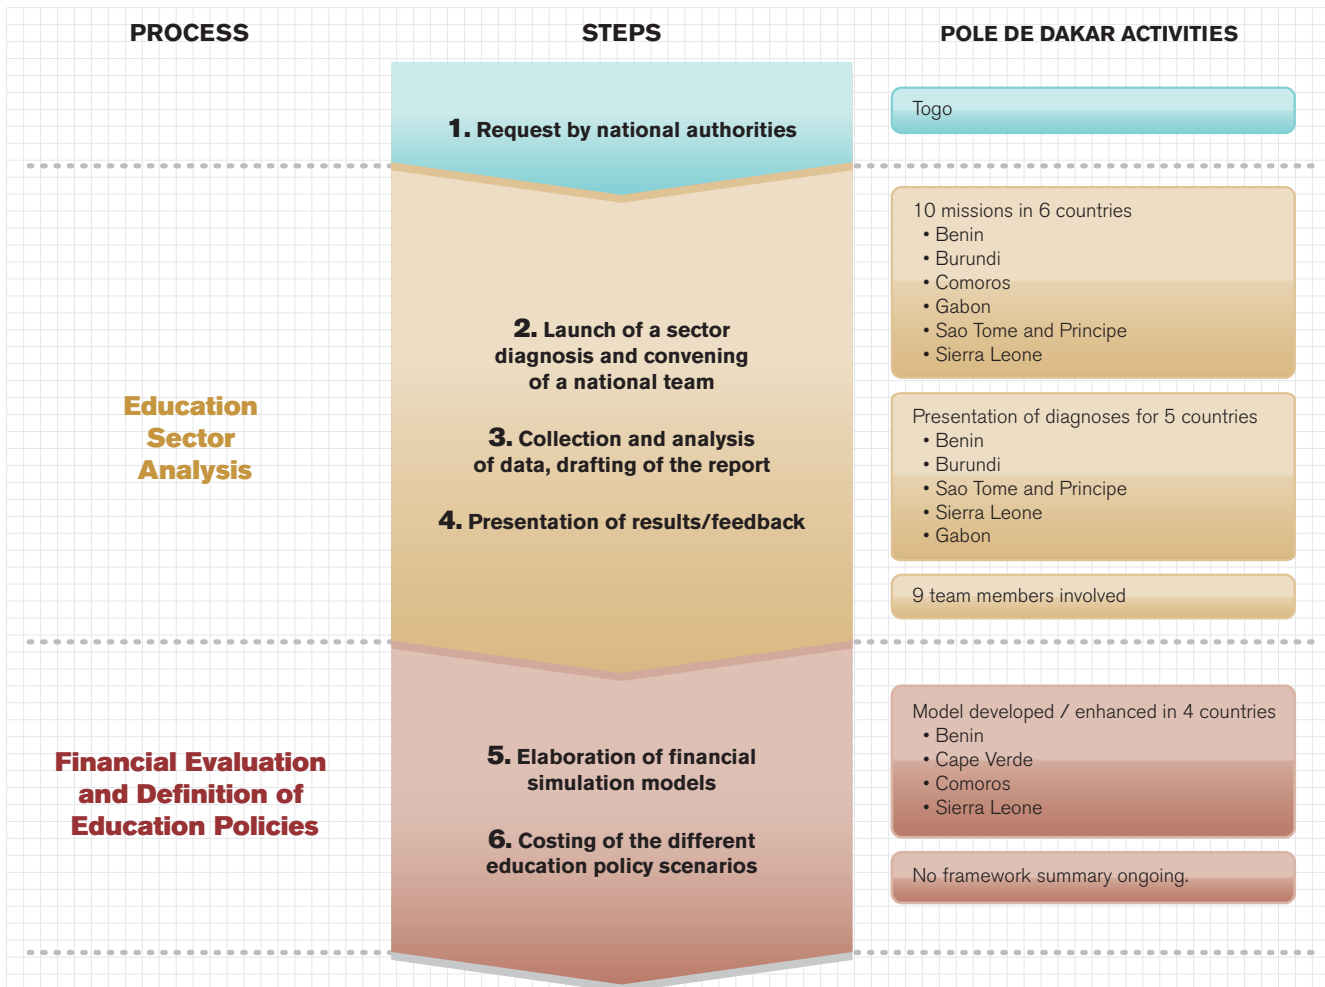 PROCESS
STEPS
POLE DE DAKAR ACTIVITIES
1. Request by national authorities
Togo
Education
Sector
Analysis
2. Launch of a sector
diagnosis and convening
of a national team
3. Collection and analysis
of data, drafting of the report
4. Presentation of results/feedback
10 missions in 6 countries
• Benin
• Burundi
• Comoros
• Gabon
• Sao Tome and Principe
• Sierra Leone
Presentation of diagnoses for 5 countries
• Benin
• Burundi
• Sao Tome and Principe
• Sierra Leone
• Gabon
9 team members involved
Financial Evaluation
and Definition of
Education Policies
5. Elaboration of financial
simulation models
6. Costing of the different
education policy scenarios
Model developed / enhanced in 4 countries
• Benin
• Cape Verde
• Comoros
• Sierra Leone
No framework summary ongoing.